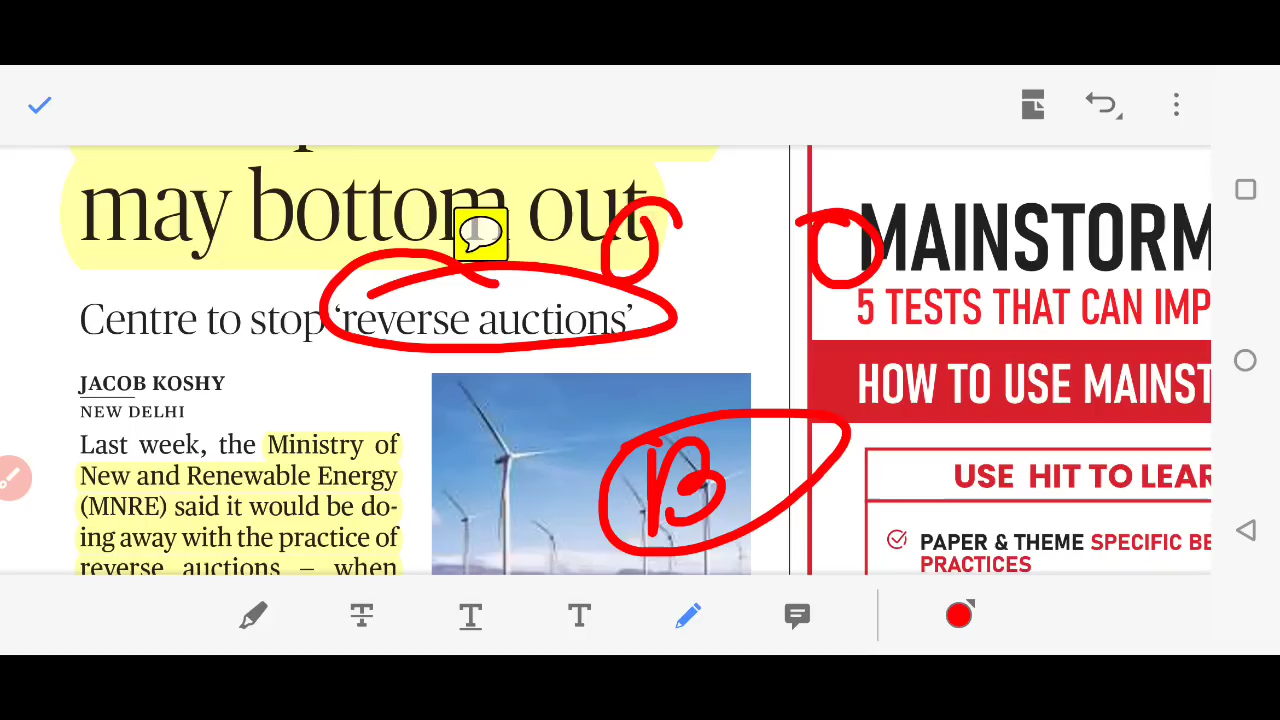 may bottom out
Centre to stop ‘reverse auctions’
JACOB KOSHY
NEW DELHI
Last week, the Ministry of
New and Renewable Energy
(MNRE) said it would be do-
ing away with the practice of
reverse auctions – when
MAINSTORM
5 TESTS THAT CAN IMP
HOW TO USE MAINST
USE HIT TO LEAR
PAPER & THEME SPECIFIC BE
PRACTICES